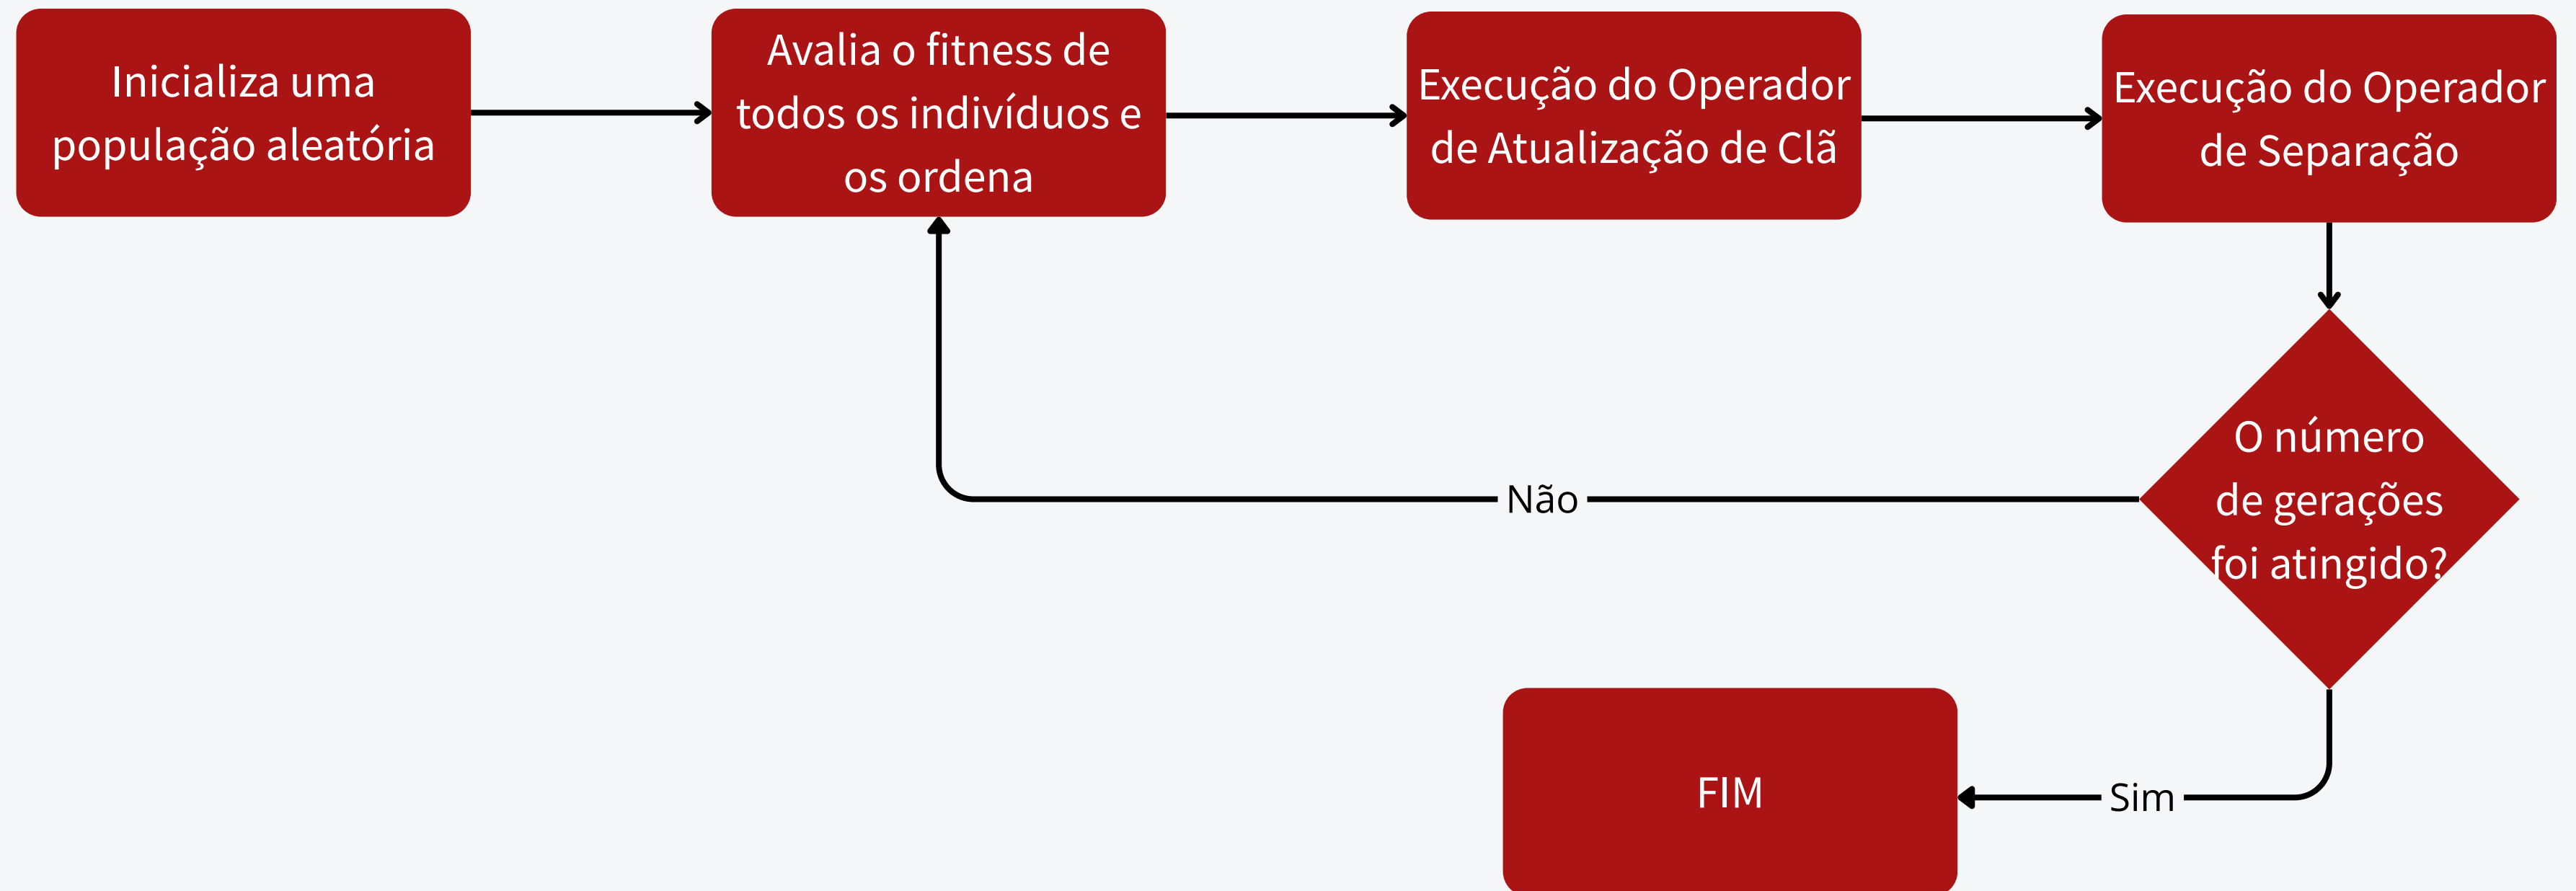 Inicializa uma
população aleatória
Avalia o fitness de
todos os indivíduos e
os ordena
Execução do Operador
de Atualização de Clã
Execução do Operador
de Separação
O número
de gerações
foi atingido?
Não
Sim
FIM